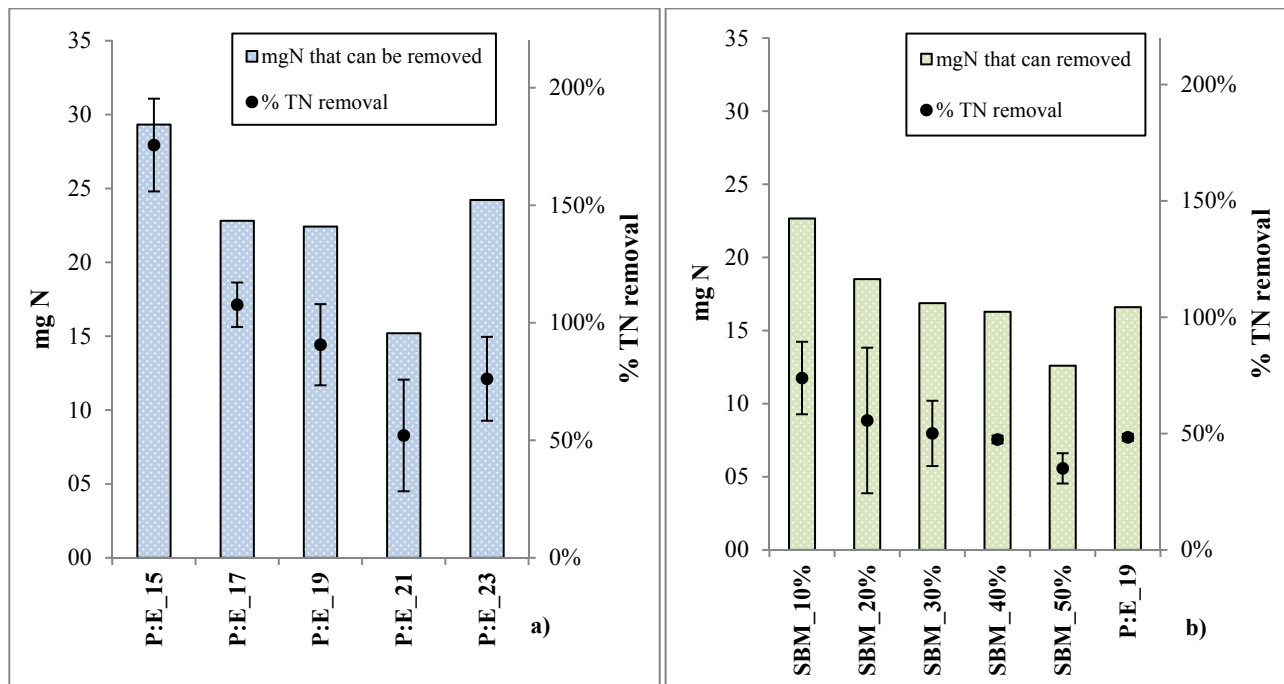 35
30
25
20
15
10
05
00
mg N
mgN that can be removed
% TN removal
200%
150%
100%
50%
0%
% TN removal
P:E_15
P:E_17
P:E_19
P:E_21
P:E_23
a)
35
30
25
20
15
10
05
00
mg N
mgN that can removed
% TN removal
200%
150%
100%
50%
0%
% TN removal
SBM_10%
SBM_20%
SBM_30%
SBM_40%
SBM_50%
P:E_19
b)